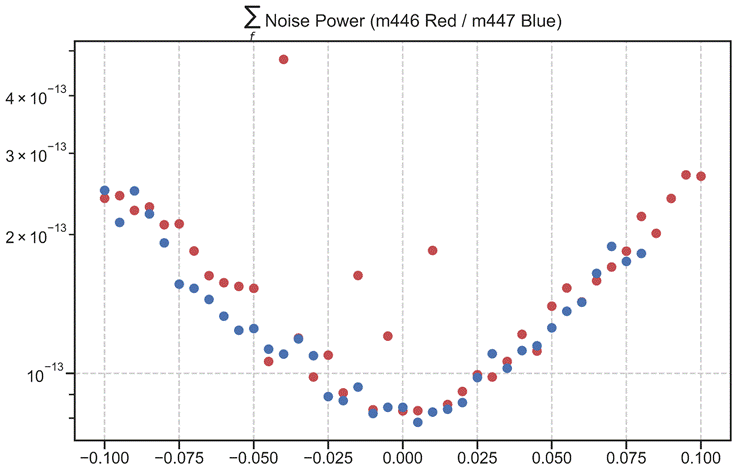 ∑ Noise Power (m446 Red / m447 Blue)
f
4 × 10⁻¹³
3 × 10⁻¹³
2 × 10⁻¹³
10⁻¹³
−0.100 −0.075 −0.050 −0.025 0.000 0.025 0.050 0.075 0.100